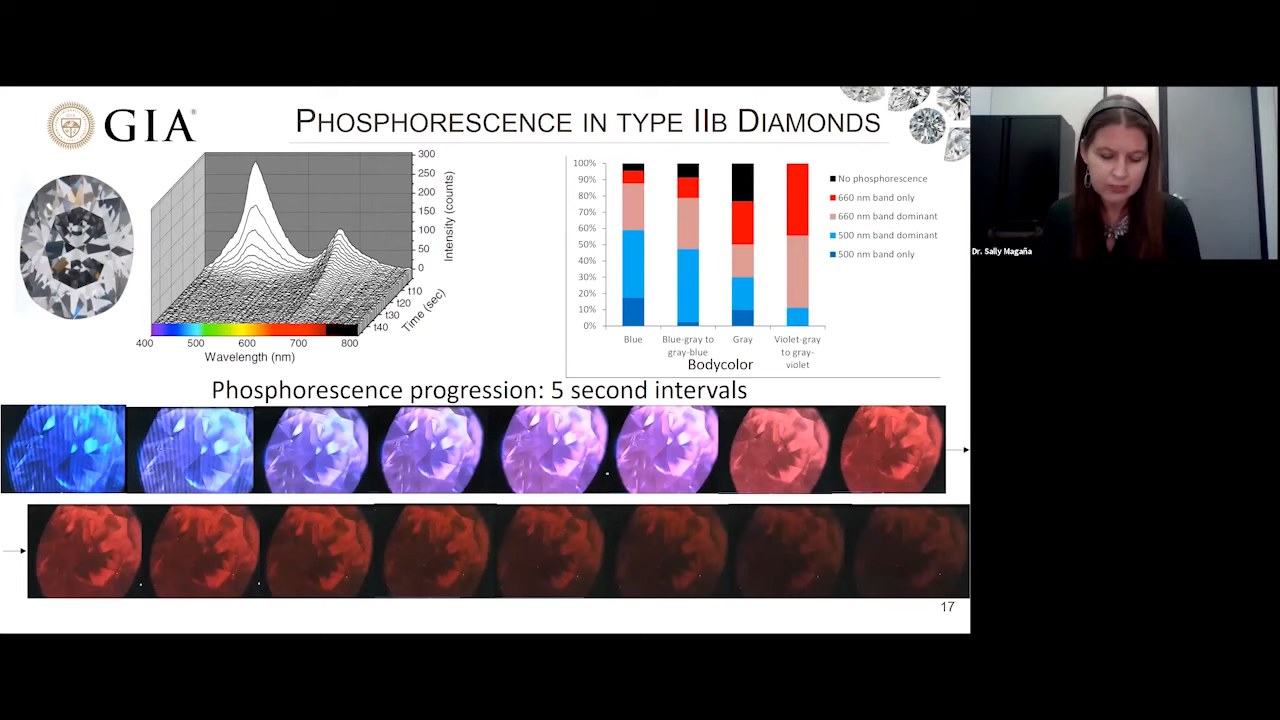 GIA®
PHOSPHORESCENCE IN TYPE IIB DIAMONDS
300
250
200
150
100
50
0
Intensity (counts)
t10
t20
t30
t40
Time (sec)
400 500 600 700 800
Wavelength (nm)
100%
90%
80%
70%
60%
50%
40%
30%
20%
10%
0%
Blue
Blue-gray to
gray-blue
Gray
Violet-gray
to gray-
violet
Bodycolor
No phosphorescence
660 nm band only
660 nm band dominant
500 nm band dominant
500 nm band only
Dr. Sally Magaña
Phosphorescence progression: 5 second intervals
17